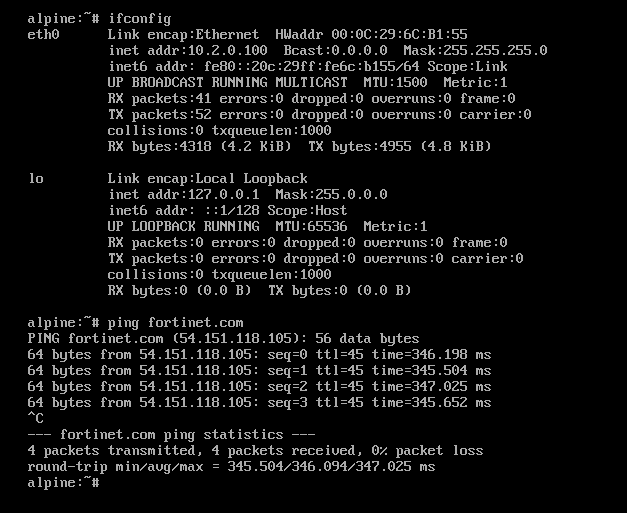 alpine:~# ifconfig
eth0 Link encap:Ethernet HWaddr 00:0C:29:6C:B1:55
inet addr:10.2.0.100 Bcast:0.0.0.0 Mask:255.255.255.0
inet6 addr: fe80::20c:29ff:fe6c:b155/64 Scope:Link
UP BROADCAST RUNNING MULTICAST MTU:1500 Metric:1
RX packets:41 errors:0 dropped:0 overruns:0 frame:0
TX packets:52 errors:0 dropped:0 overruns:0 carrier:0
collisions:0 txqueuelen:1000
RX bytes:4318 (4.2 KiB) TX bytes:4955 (4.8 KiB)
lo Link encap:Local Loopback
inet addr:127.0.0.1 Mask:255.0.0.0
inet6 addr: ::1/128 Scope:Host
UP LOOPBACK RUNNING MTU:65536 Metric:1
RX packets:0 errors:0 dropped:0 overruns:0 frame:0
TX packets:0 errors:0 dropped:0 overruns:0 carrier:0
collisions:0 txqueuelen:1000
RX bytes:0 (0.0 B) TX bytes:0 (0.0 B)
alpine:~# ping fortinet.com
PING fortinet.com (54.151.118.105): 56 data bytes
64 bytes from 54.151.118.105: seq=0 ttl=45 time=346.198 ms
64 bytes from 54.151.118.105: seq=1 ttl=45 time=345.504 ms
64 bytes from 54.151.118.105: seq=2 ttl=45 time=347.025 ms
64 bytes from 54.151.118.105: seq=3 ttl=45 time=345.652 ms
^C
--- fortinet.com ping statistics ---
4 packets transmitted, 4 packets received, 0% packet loss
round-trip min/avg/max = 345.504/346.094/347.025 ms
alpine:~#